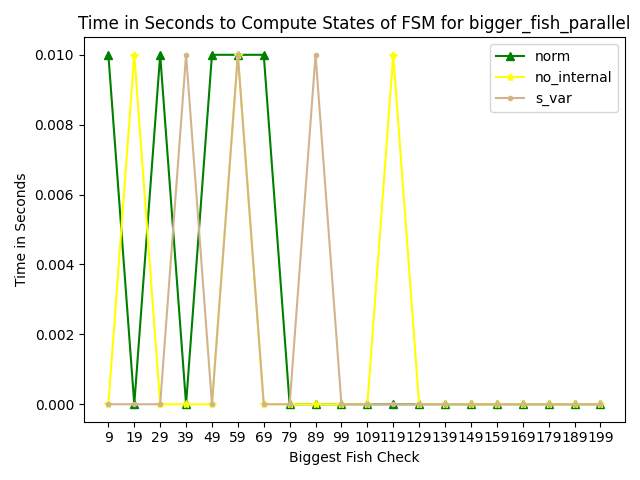 Time in Seconds to Compute States of FSM for bigger_fish_parallel
norm
no_internal
s_var
Time in Seconds
0.010
0.008
0.006
0.004
0.002
0.000
9 19 29 39 49 59 69 79 89 99 109 119 129 139 149 159 169 179 189 199
Biggest Fish Check